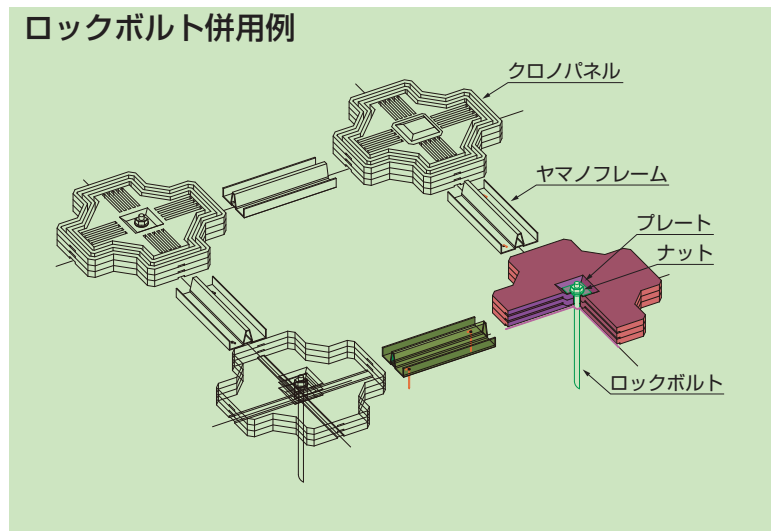 ロックボルト併用例
クロノパネル
ヤマノフレーム
プレート
ナット
ロックボルト